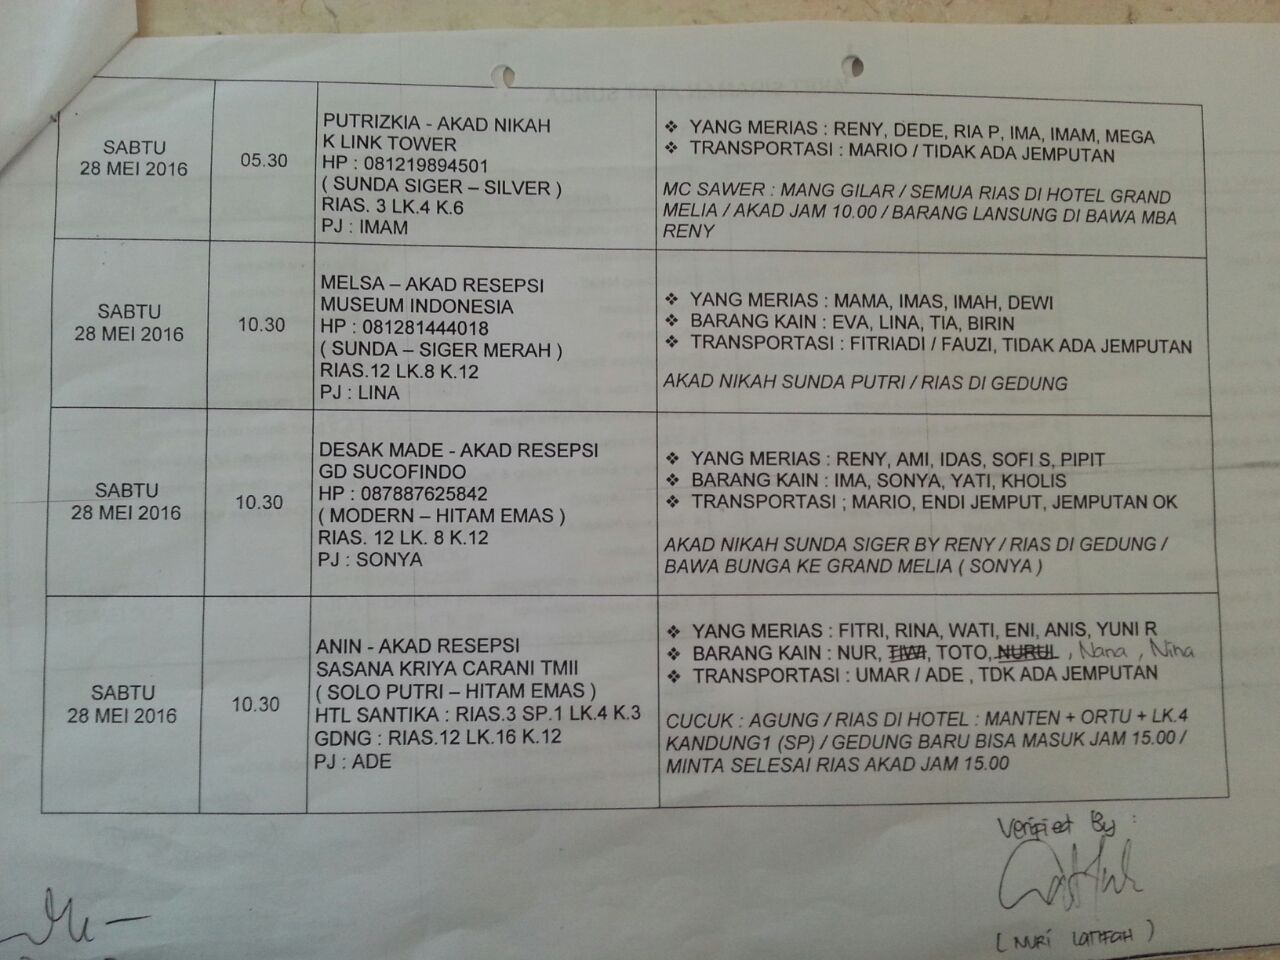 SABTU
28 MEI 2016
05.30
PUTRIZKIA - AKAD NIKAH
K LINK TOWER
HP : 081219894501
( SUNDA SIGER – SILVER )
RIAS. 3 LK.4 K.6
PJ : IMAM
❖ YANG MERIAS : RENY, DEDE, RIA P, IMA, IMAM, MEGA
❖ TRANSPORTASI : MARIO / TIDAK ADA JEMPUTAN
MC SAWER : MANG GILAR / SEMUA RIAS DI HOTEL GRAND
MELIA / AKAD JAM 10.00 / BARANG LANSUNG DI BAWA MBA
RENY
SABTU
28 MEI 2016
10.30
MELSA – AKAD RESEPSI
MUSEUM INDONESIA
HP : 081281444018
( SUNDA – SIGER MERAH )
RIAS.12 LK.8 K.12
PJ : LINA
❖ YANG MERIAS : MAMA, IMAS, IMAH, DEWI
❖ BARANG KAIN : EVA, LINA, TIA, BIRIN
❖ TRANSPORTASI : FITRIADI / FAUZI, TIDAK ADA JEMPUTAN
AKAD NIKAH SUNDA PUTRI / RIAS DI GEDUNG
SABTU
28 MEI 2016
10.30
DESAK MADE - AKAD RESEPSI
GD SUCOFINDO
HP : 087887625842
( MODERN – HITAM EMAS )
RIAS. 12 LK. 8 K.12
PJ : SONYA
❖ YANG MERIAS : RENY, AMI, IDAS, SOFI S, PIPIT
❖ BARANG KAIN : IMA, SONYA, YATI, KHOLIS
❖ TRANSPORTASI ; MARIO, ENDI JEMPUT, JEMPUTAN OK
AKAD NIKAH SUNDA SIGER BY RENY / RIAS DI GEDUNG /
BAWA BUNGA KE GRAND MELIA ( SONYA )
SABTU
28 MEI 2016
10.30
ANIN - AKAD RESEPSI
SASANA KRIYA CARANI TMII
( SOLO PUTRI – HITAM EMAS )
HTL SANTIKA : RIAS.3 SP.1 LK.4 K.3
GDNG : RIAS.12 LK.16 K.12
PJ : ADE
❖ YANG MERIAS : FITRI, RINA, WATI, ENI, ANIS, YUNI R
❖ BARANG KAIN : NUR, TIWI, TOTO, NURUL , Nana , Nina
❖ TRANSPORTASI : UMAR / ADE , TDK ADA JEMPUTAN
CUCUK : AGUNG / RIAS DI HOTEL : MANTEN + ORTU + LK.4
KANDUNG1 (SP) / GEDUNG BARU BISA MASUK JAM 15.00 /
MINTA SELESAI RIAS AKAD JAM 15.00
Verified By :
( NURI LATIFAH )